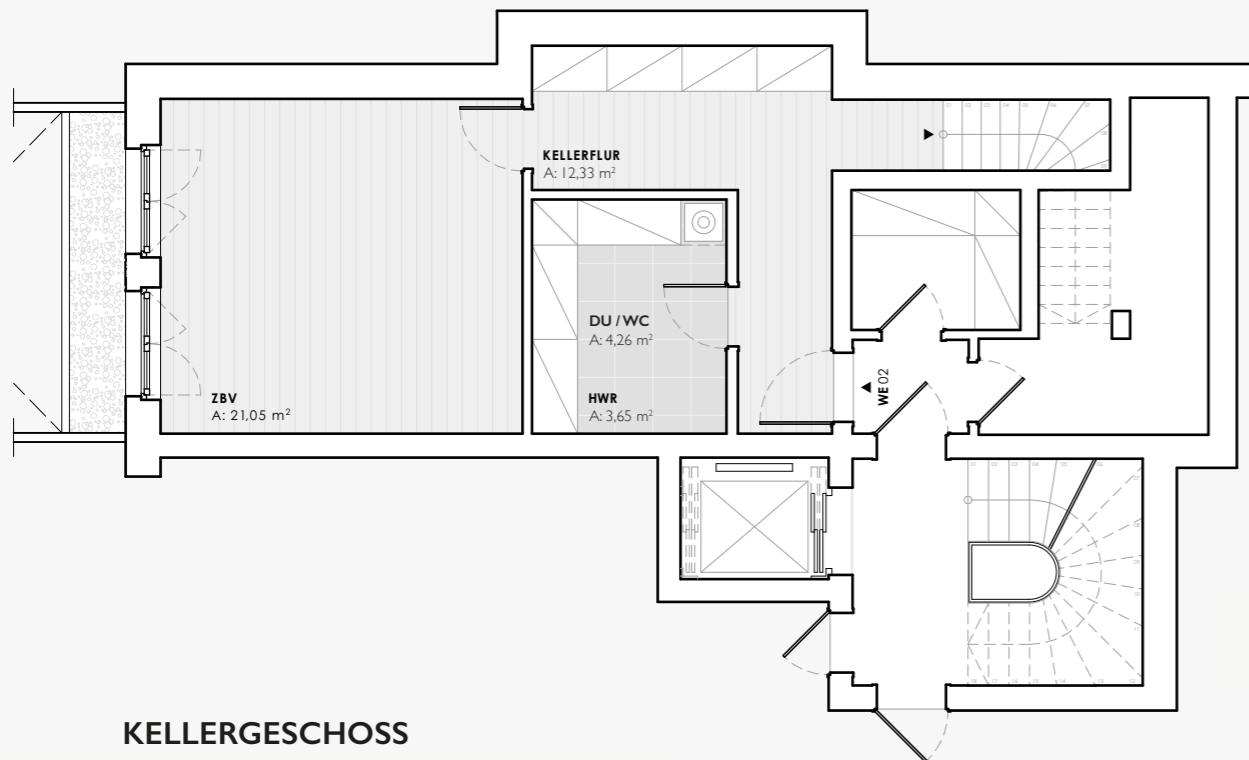 KELLERFLUR
A: 12,33 m²
DU / WC
A: 4,26 m²
HWR
A: 3,65 m²
ZBV
A: 21,05 m²
WE 02
KELLERGESCHOSS